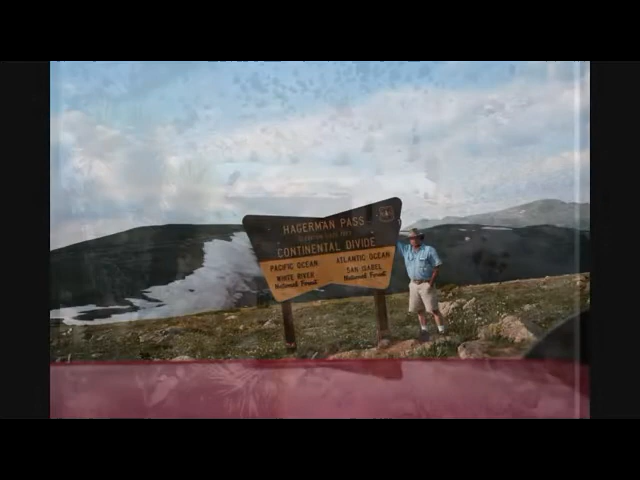 HAGERMAN PASS
CONTINENTAL DIVIDE
PACIFIC OCEAN ATLANTIC OCEAN
WHITE RIVER SAN ISABEL
National Forest National Forest